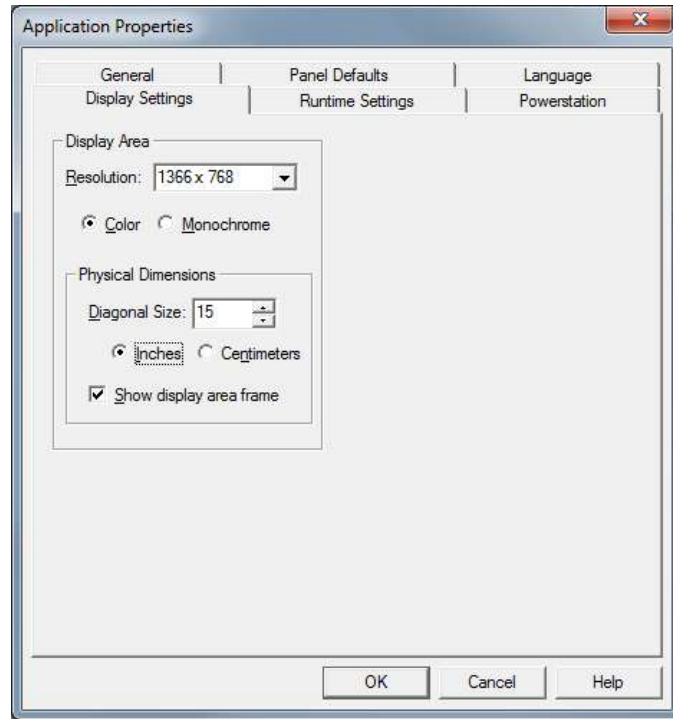 Application Properties
General Panel Defaults Language
Display Settings Runtime Settings Powerstation
Display Area
Resolution: 1366 x 768
Color Monochrome
Physical Dimensions
Diagonal Size: 15
Inches Centimeters
Show display area frame
OK Cancel Help